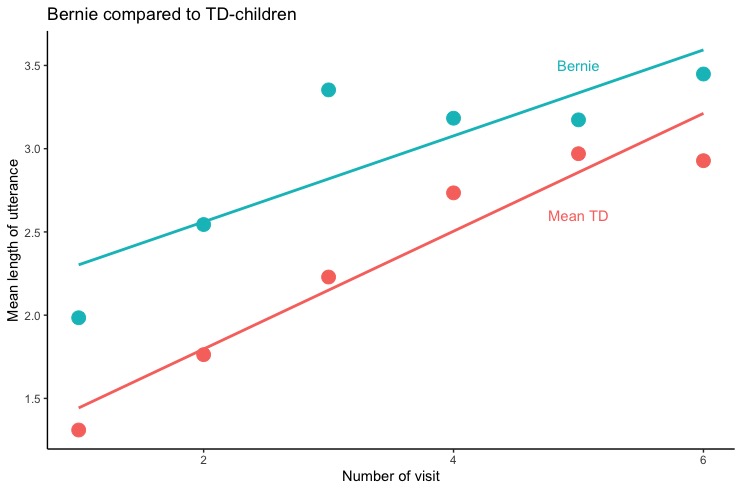 Bernie compared to TD-children
Mean length of utterance
3.5
3.0
2.5
2.0
1.5
Bernie
Mean TD
2
4
6
Number of visit